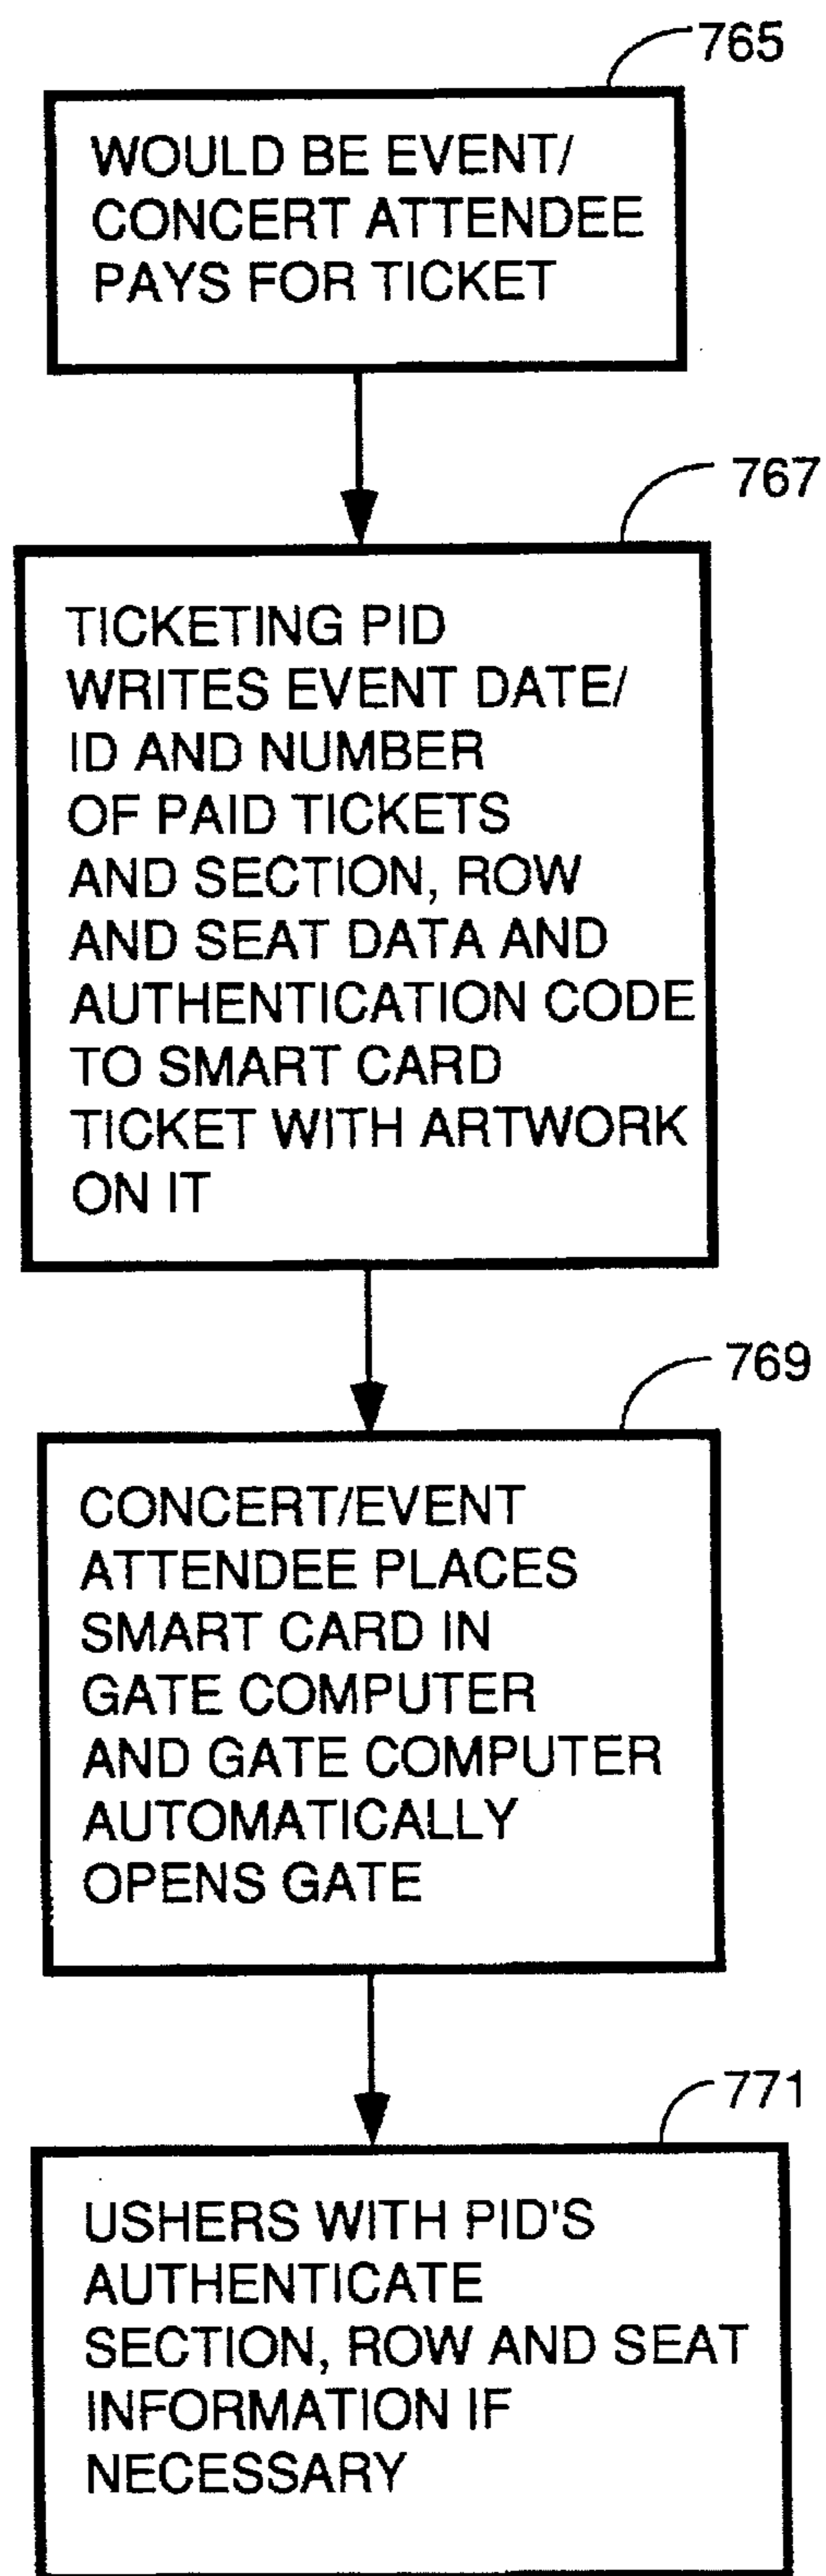 765
WOULD BE EVENT/
CONCERT ATTENDEE
PAYS FOR TICKET
767
TICKETING PID
WRITES EVENT DATE/
ID AND NUMBER
OF PAID TICKETS
AND SECTION, ROW
AND SEAT DATA AND
AUTHENTICATION CODE
TO SMART CARD
TICKET WITH ARTWORK
ON IT
769
CONCERT/EVENT
ATTENDEE PLACES
SMART CARD IN
GATE COMPUTER
AND GATE COMPUTER
AUTOMATICALLY
OPENS GATE
771
USHERS WITH PID'S
AUTHENTICATE
SECTION, ROW AND SEAT
INFORMATION IF
NECESSARY